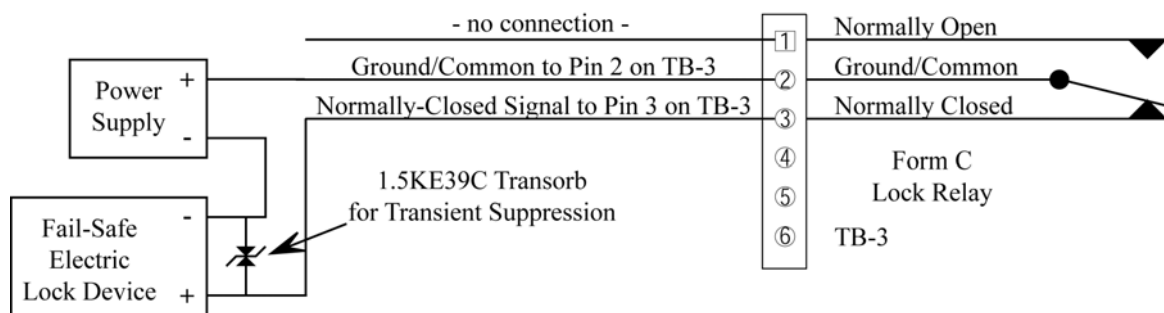 - no connection -
1
Normally Open
Power
Supply
+
-
Ground/Common to Pin 2 on TB-3
2
Ground/Common
Normally-Closed Signal to Pin 3 on TB-3
3
Normally Closed
4
5
6
Form C
Lock Relay
TB-3
1.5KE39C Transorb
for Transient Suppression
Fail-Safe
Electric
Lock Device
-
+